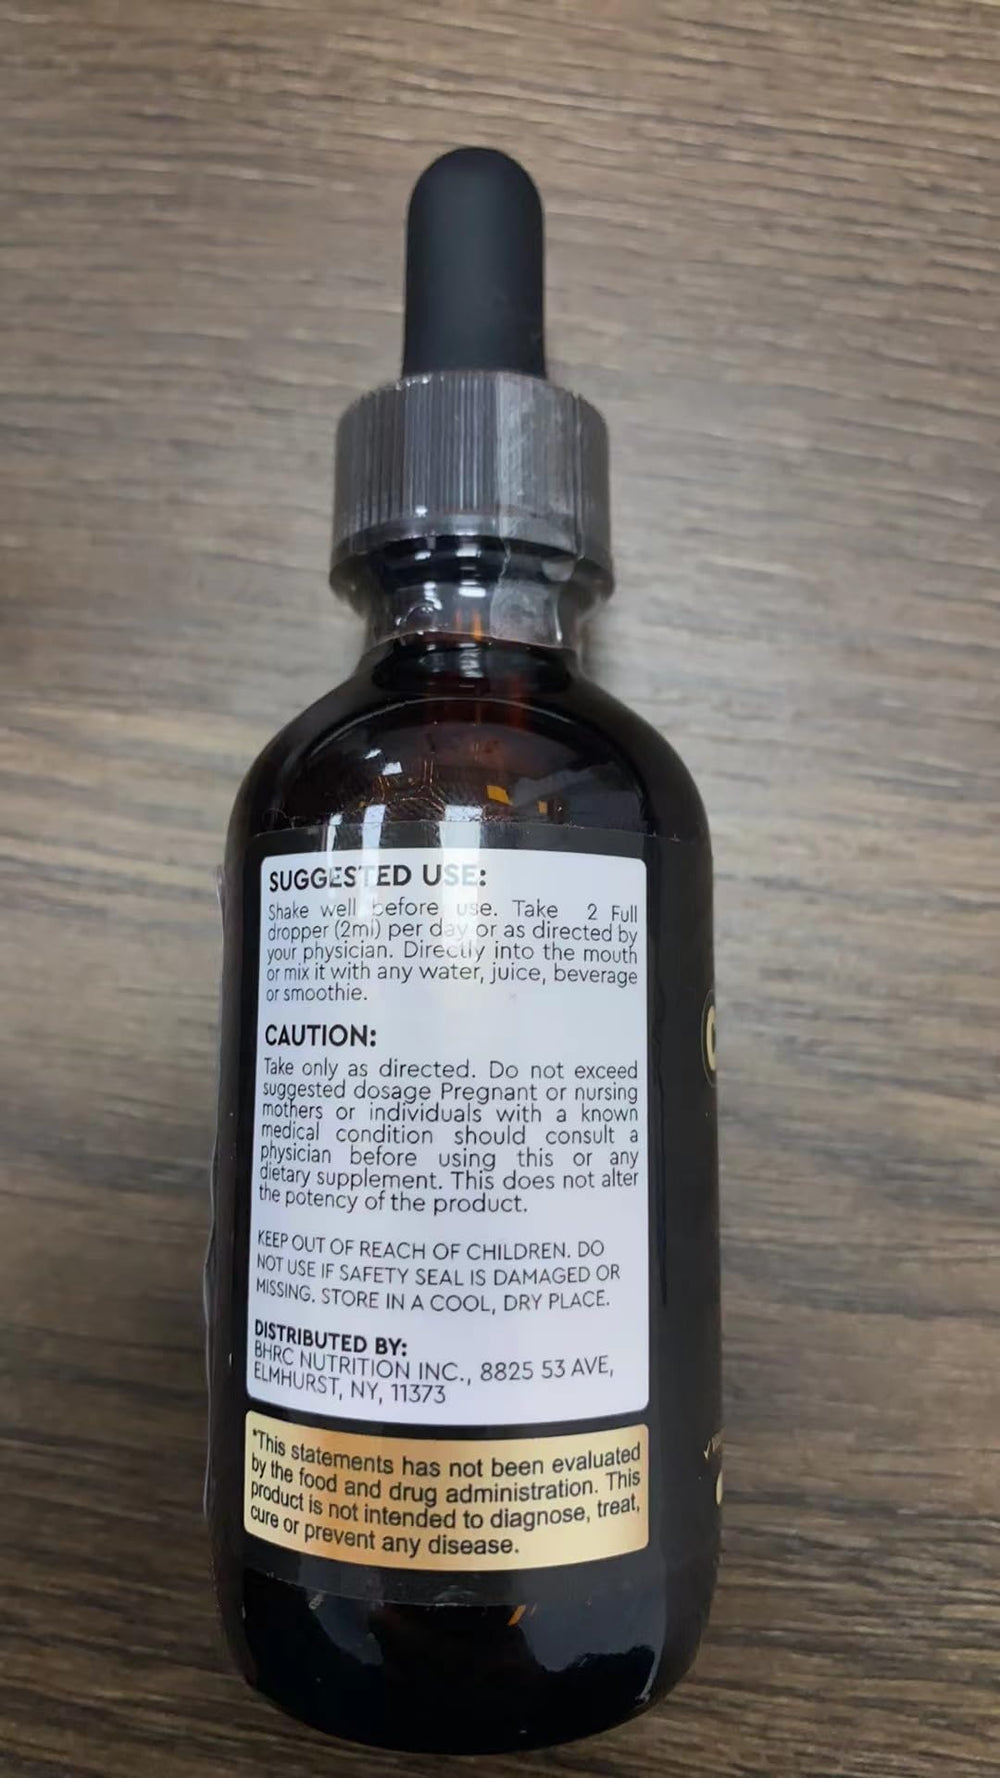 SUGGESTED USE:
Shake well before use. Take 2 Full
dropper (2ml) per day or as directed by
your physician. Directly into the mouth
or mix it with any water, juice, beverage
or smoothie.
CAUTION:
Take only as directed. Do not exceed
suggested dosage Pregnant or nursing
mothers or individuals with a known
medical condition should consult a
physician before using this or any
dietary supplement. This does not alter
the potency of the product.
KEEP OUT OF REACH OF CHILDREN. DO
NOT USE IF SAFETY SEAL IS DAMAGED OR
MISSING. STORE IN A COOL, DRY PLACE.
DISTRIBUTED BY:
BHRC NUTRITION INC., 8825 53 AVE,
ELMHURST, NY, 11373
*This statements has not been evaluated
by the food and drug administration. This
product is not intended to diagnose, treat,
cure or prevent any disease.